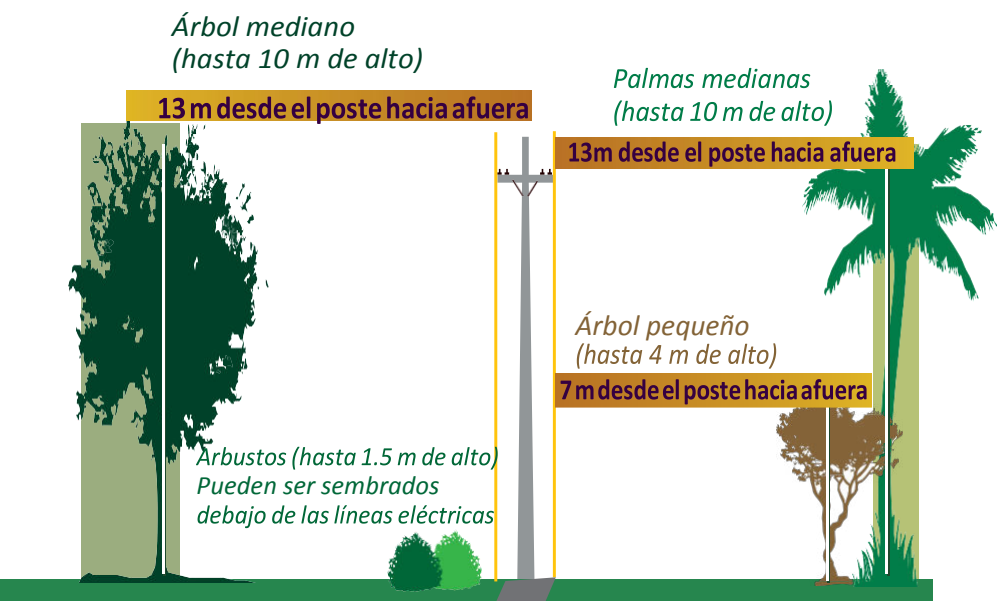 Árbol mediano
(hasta 10 m de alto)
13 m desde el poste hacia afuera
Palmas medianas
(hasta 10 m de alto)
13m desde el poste hacia afuera
Árbol pequeño
(hasta 4 m de alto)
7 m desde el poste hacia afuera
Arbustos (hasta 1.5 m de alto)
Pueden ser sembrados
debajo de las líneas eléctricas